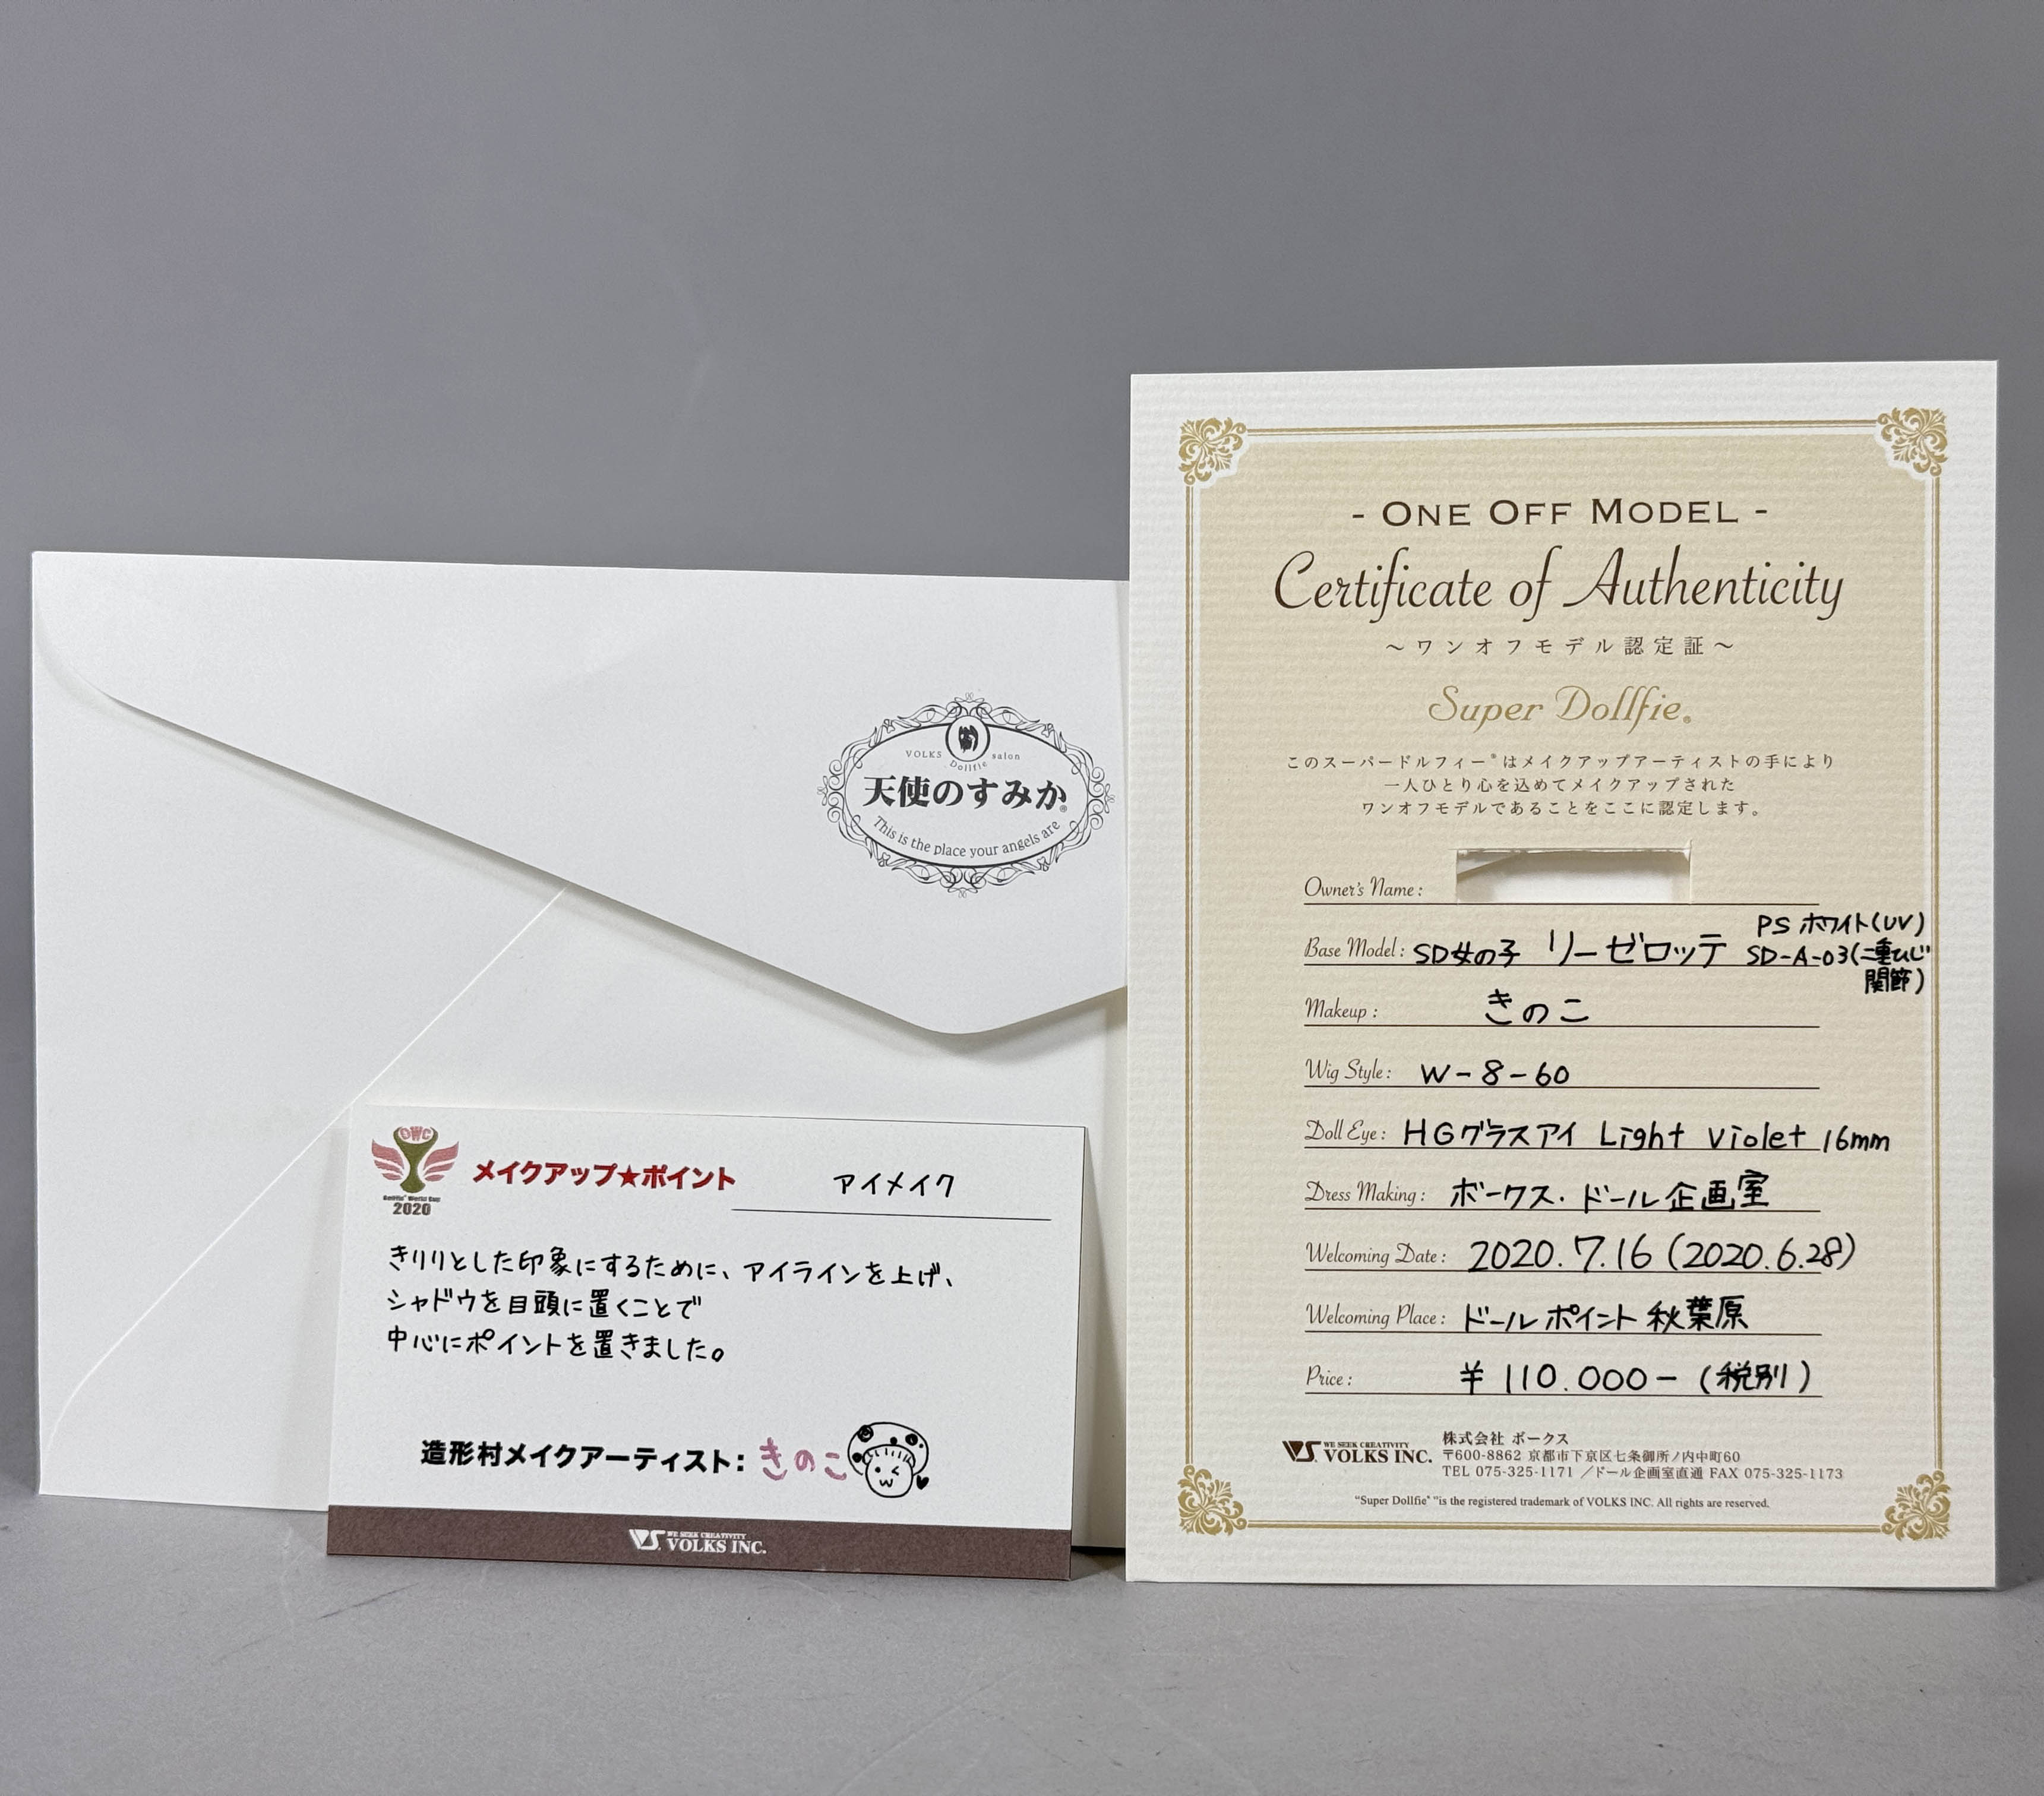 VOLKS Dollfie salon
天使のすみか®
This is the place your angels are
DWC
Dollfie® World Cup
2020
メイクアップ★ポイント アイメイク
きりりとした印象にするために、アイラインを上げ、
シャドウを目頭に置くことで
中心にポイントを置きました。
造形村メイクアーティスト：きのこ
WE SEEK CREATIVITY
VS VOLKS INC.
- ONE OFF MODEL -
Certificate of Authenticity
～ワンオフモデル認定証～
Super Dollfie®
このスーパードルフィー®はメイクアップアーティストの手により
一人ひとり心を込めてメイクアップされた
ワンオフモデルであることをここに認定します。
Owner's Name :
Base Model : SD女の子 リーゼロッテ PSホワイト(UV)
SD-A-03(二重ひじ
関節)
Makeup : きのこ
Wig Style : W-8-60
Doll Eye : HGグラスアイ Light Violet 16mm
Dress Making : ボークス・ドール企画室
Welcoming Date : 2020.7.16 (2020.6.28)
Welcoming Place : ドールポイント秋葉原
Price : ¥110.000-(税別)
WE SEEK CREATIVITY
VS VOLKS INC.
株式会社 ボークス
〒600-8862 京都市下京区七条御所ノ内中町60
TEL 075-325-1171 ／ドール企画室直通 FAX 075-325-1173
"Super Dollfie® "is the registered trademark of VOLKS INC. All rights are reserved.